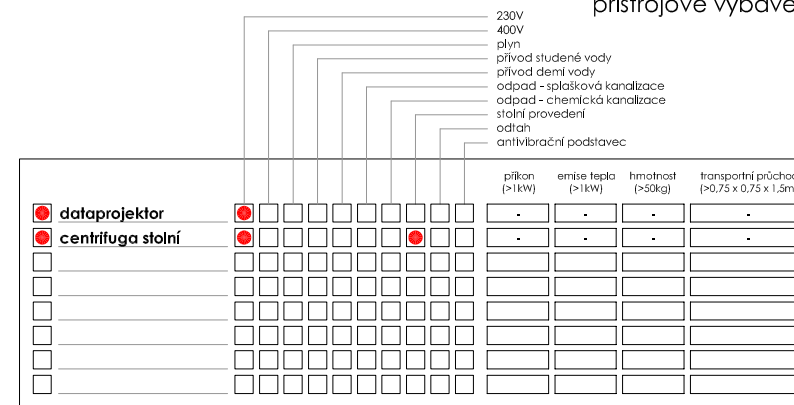 přístrojové vybave
230V
400V
plyn
přívod studené vody
přívod demi vody
odpad - splašková kanalizace
odpad - chemická kanalizace
stolní provedení
odtah
antivibrační podstavec
příkon emise tepla hmotnost transportní průchod
(>1kW) (>1kW) (>50kg) (>0,75 x 0,75 x 1,5m
dataprojektor - - - -
centrifuga stolní - - - -